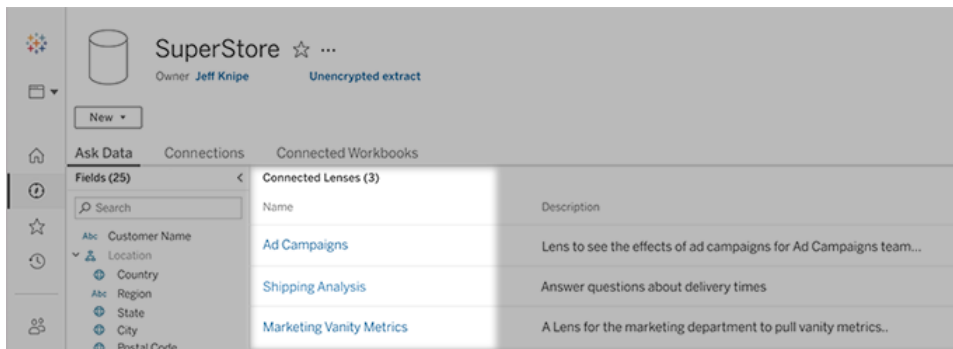 SuperStore ...
Owner Jeff Knipe Unencrypted extract
New
Ask Data Connections Connected Workbooks
Fields (25)
Search
Abc Customer Name
Location
Country
Abc Region
State
City
Postal Code
Connected Lenses (3)
Name Description
Ad Campaigns Lens to see the effects of ad campaigns for Ad Campaigns team...
Shipping Analysis Answer questions about delivery times
Marketing Vanity Metrics A Lens for the marketing department to pull vanity metrics..